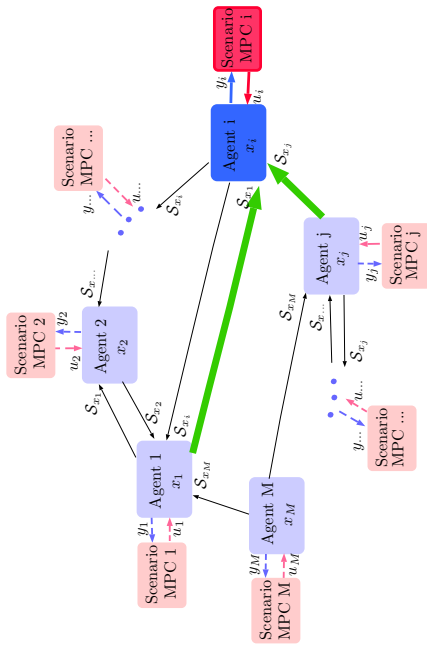 Scenario
MPC i
y_i
u_i
Agent i
x_i
S_{x_1}
S_{x_j}
Scenario
MPC ...
y...
u...
S_{x_i}
S_{x...}
Scenario
MPC 2
u_2
y_2
Agent 2
x_2
S_{x_1}
S_{x_2}
S_{x_i}
Agent 1
x_1
y_1
u_1
Scenario
MPC 1
S_{x_M}
Agent M
x_M
y_M
u_M
Scenario
MPC M
S_{x_M}
Agent j
x_j
y_j
u_j
Scenario
MPC j
S_{x...}
S_{x_j}
y...
u...
Scenario
MPC ...